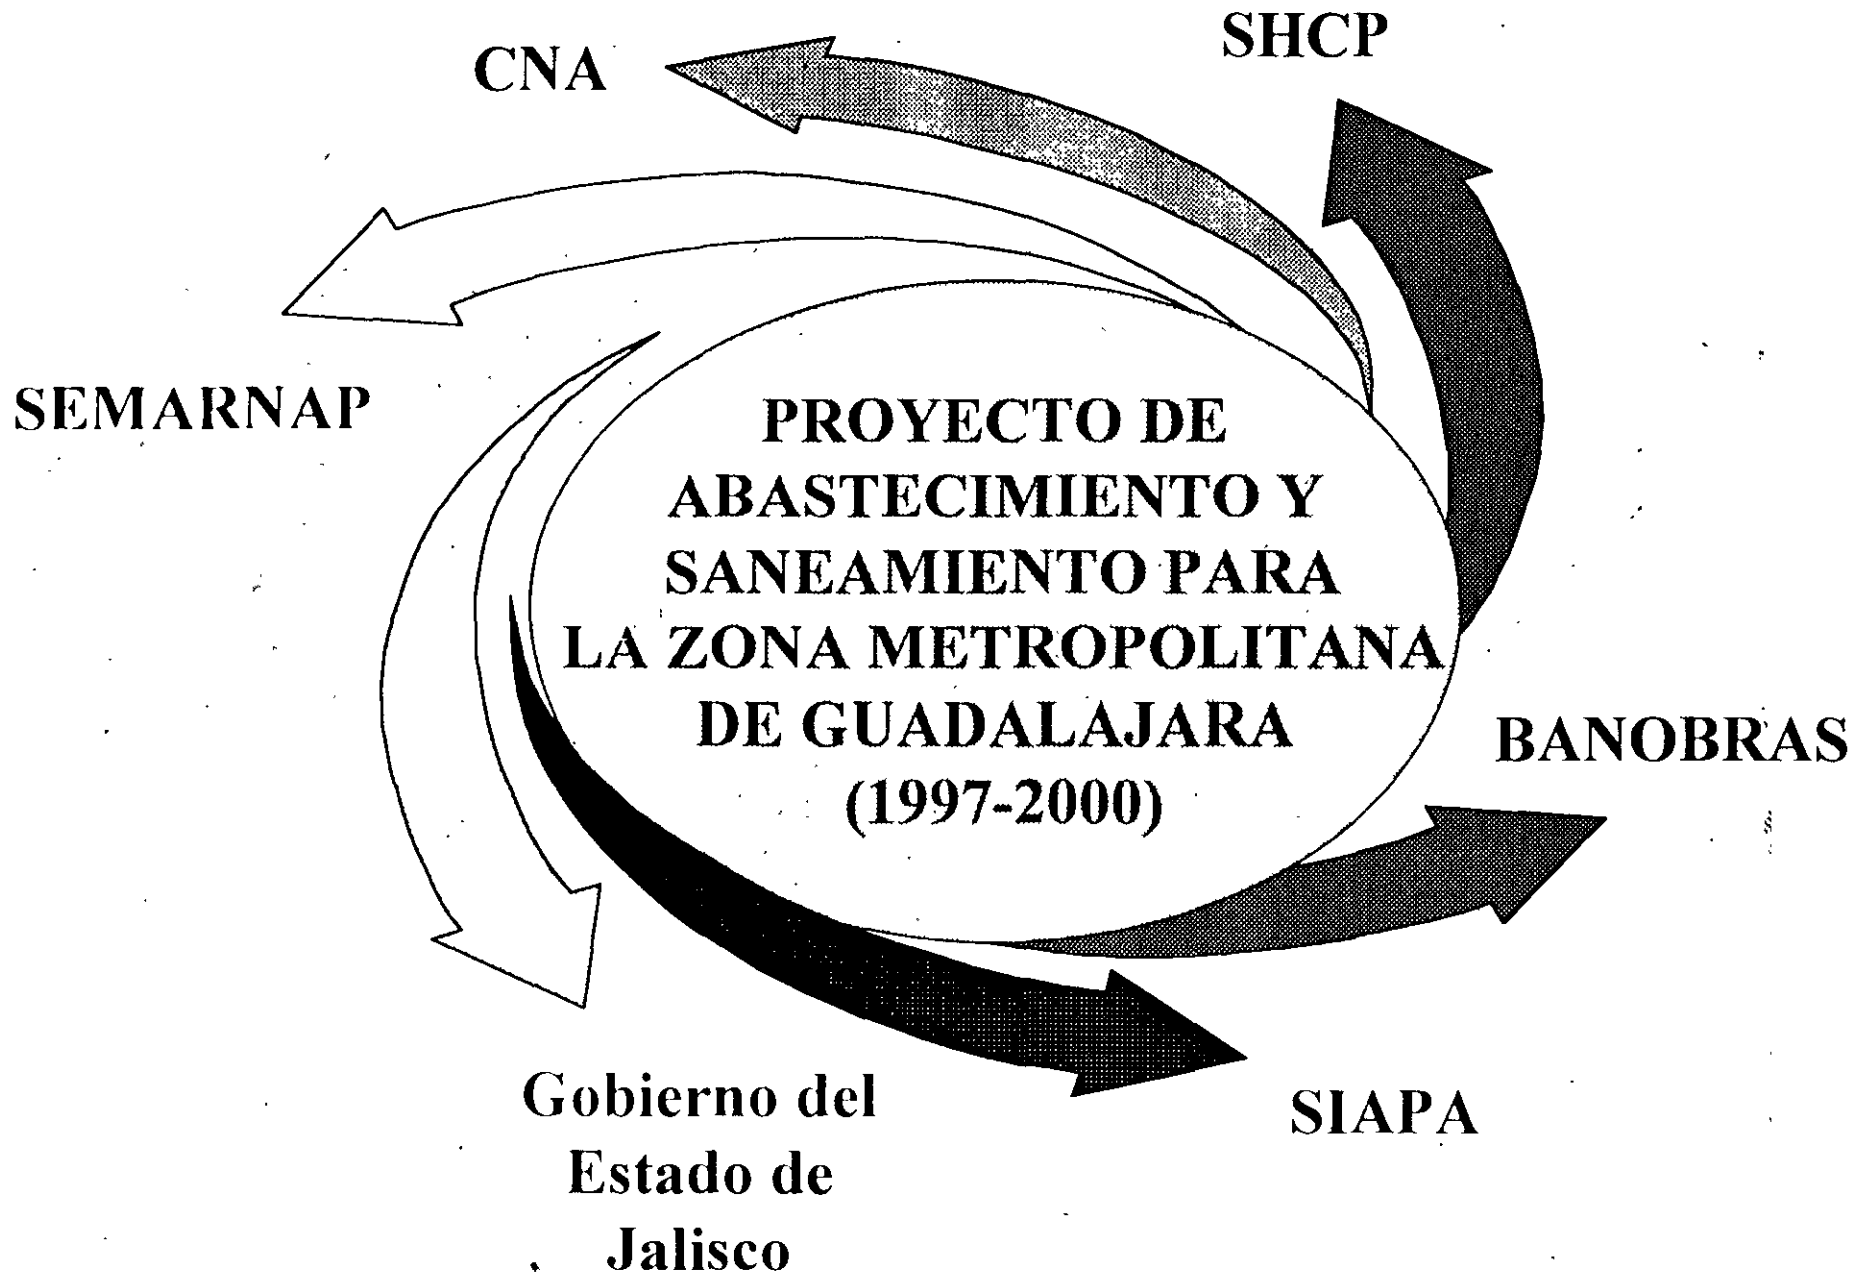 SHCP
CNA
SEMARNAP
PROYECTO DE
ABASTECIMIENTO Y
SANEAMIENTO PARA
LA ZONA METROPOLITANA
DE GUADALAJARA
(1997-2000)
BANOBRAS
Gobierno del
Estado de
Jalisco
SIAPA